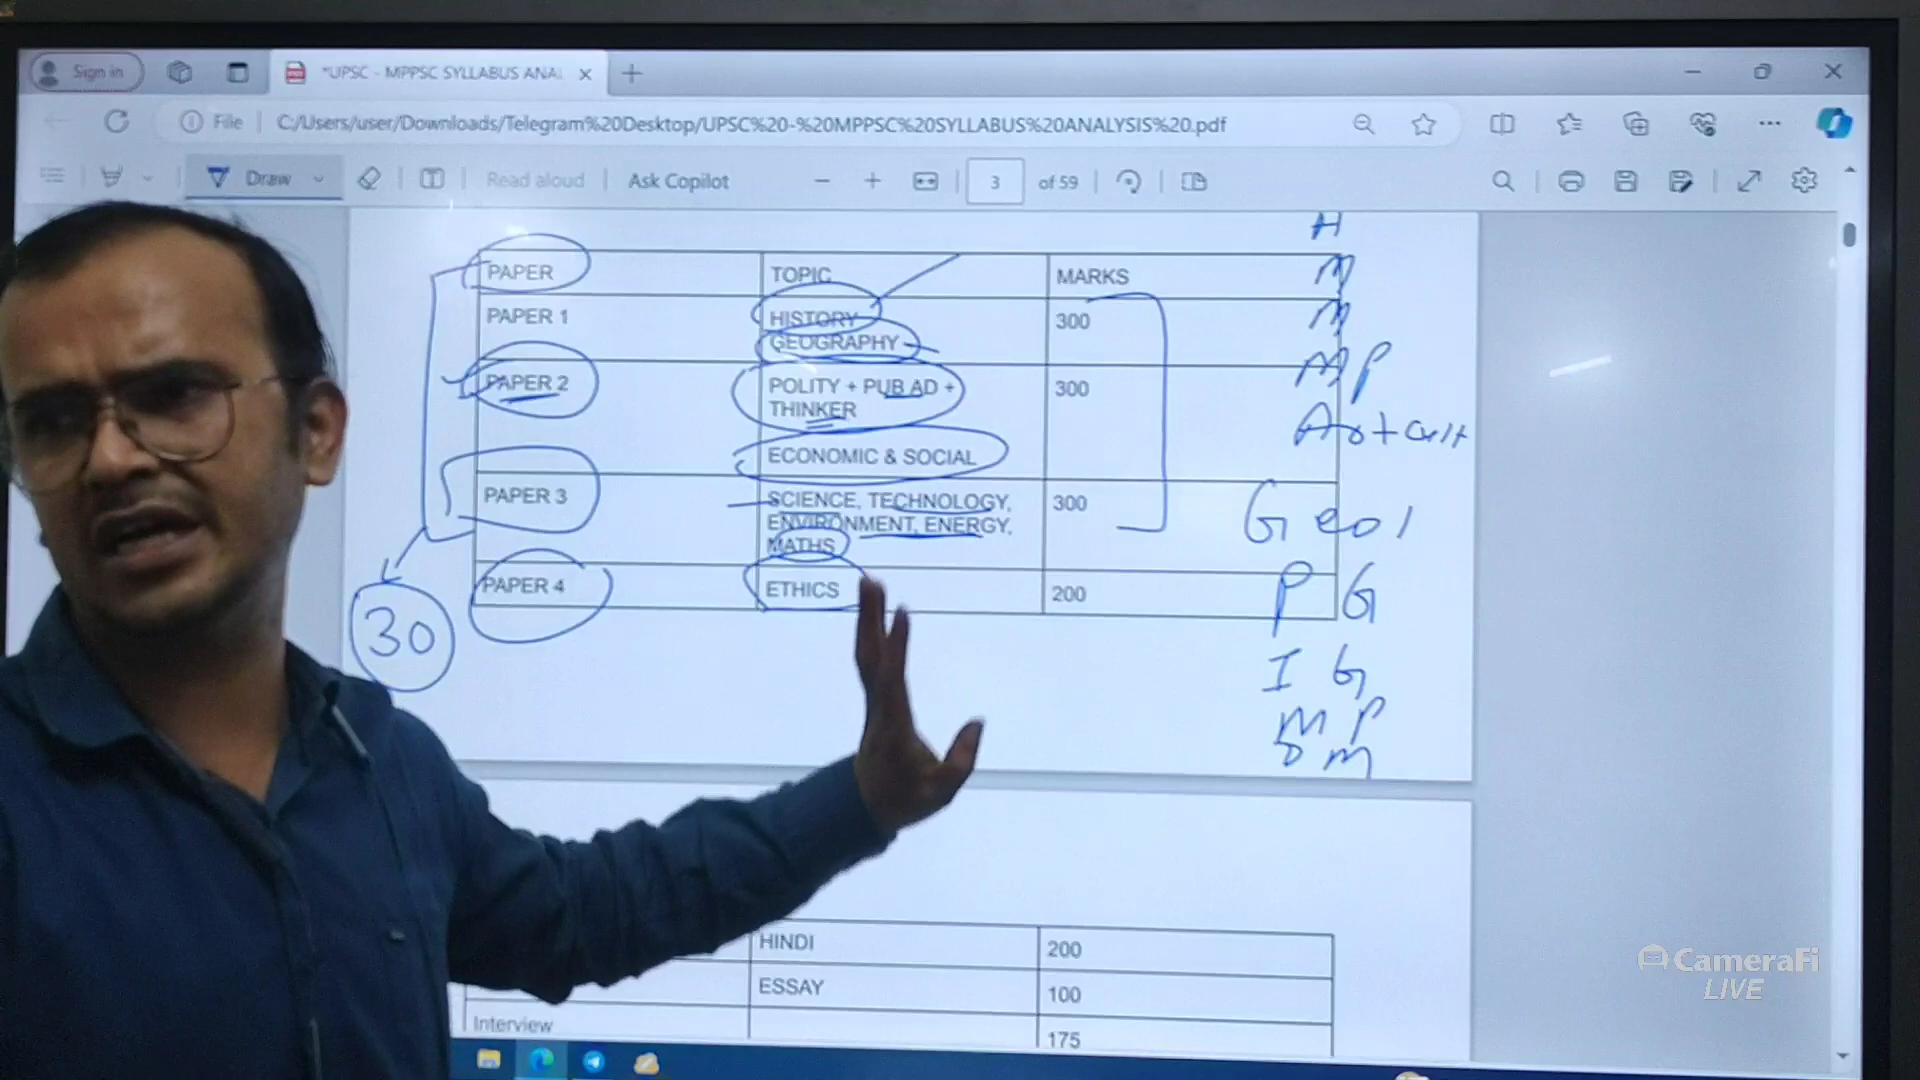 Sign in
*UPSC - MPPSC SYLLABUS ANAL
File
C:/Users/user/Downloads/Telegram%20Desktop/UPSC%20-%20MPPSC%20SYLLABUS%20ANALYSIS%20.pdf
Draw
Read aloud
Ask Copilot
3 of 59
H
PAPER TOPIC MARKS M
PAPER 1 HISTORY 300 M
GEOGRAPHY
M P
PAPER 2 POLITY + PUB AD + 300
THINKER
Art cult
ECONOMIC & SOCIAL
PAPER 3 SCIENCE, TECHNOLOGY, 300
ENVIRONMENT, ENERGY,
MATHS
PAPER 4 ETHICS 200
P G
30
I G
M P
D M
HINDI 200
ESSAY 100
Interview 175
CameraFi
LIVE